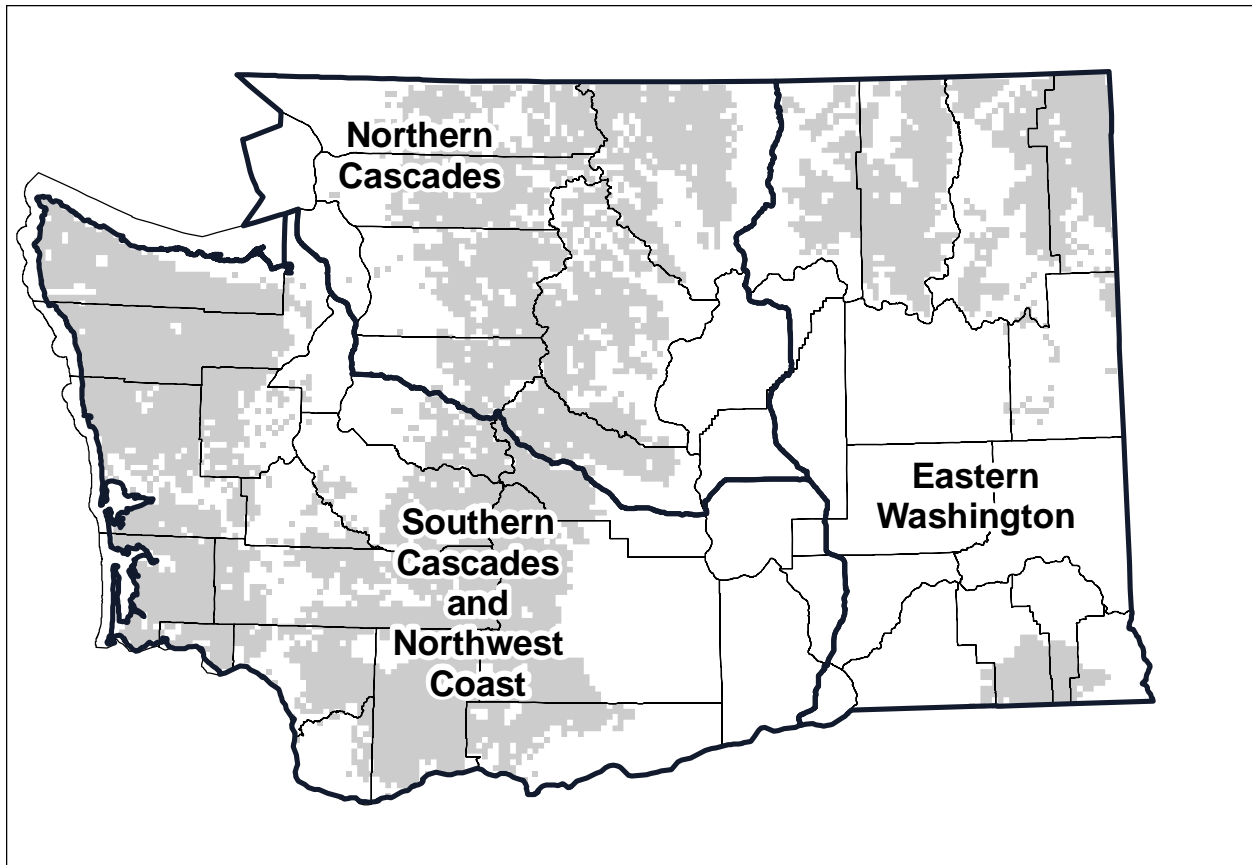 Northern
Cascades
Eastern
Washington
Southern
Cascades
and
Northwest
Coast